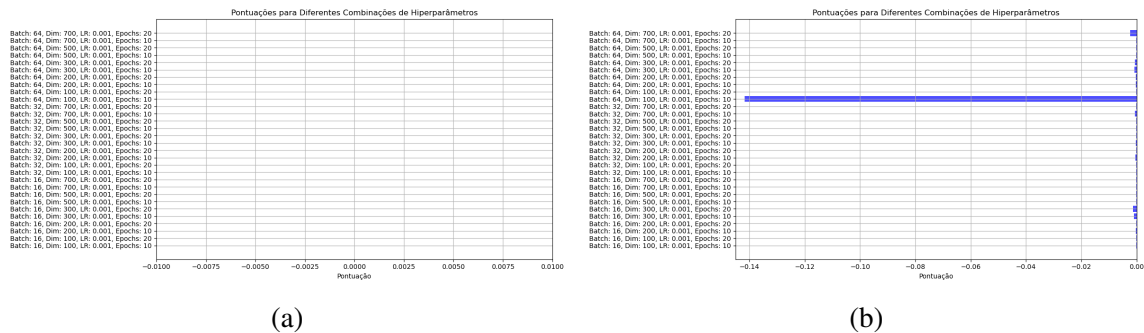 Pontuações para Diferentes Combinações de Hiperparâmetros
Batch: 64, Dim: 700, LR: 0.001, Epochs: 20
Batch: 64, Dim: 700, LR: 0.001, Epochs: 10
Batch: 64, Dim: 500, LR: 0.001, Epochs: 20
Batch: 64, Dim: 500, LR: 0.001, Epochs: 10
Batch: 64, Dim: 300, LR: 0.001, Epochs: 20
Batch: 64, Dim: 300, LR: 0.001, Epochs: 10
Batch: 64, Dim: 200, LR: 0.001, Epochs: 20
Batch: 64, Dim: 200, LR: 0.001, Epochs: 10
Batch: 64, Dim: 100, LR: 0.001, Epochs: 20
Batch: 64, Dim: 100, LR: 0.001, Epochs: 10
Batch: 32, Dim: 700, LR: 0.001, Epochs: 20
Batch: 32, Dim: 700, LR: 0.001, Epochs: 10
Batch: 32, Dim: 500, LR: 0.001, Epochs: 20
Batch: 32, Dim: 500, LR: 0.001, Epochs: 10
Batch: 32, Dim: 300, LR: 0.001, Epochs: 20
Batch: 32, Dim: 300, LR: 0.001, Epochs: 10
Batch: 32, Dim: 200, LR: 0.001, Epochs: 20
Batch: 32, Dim: 200, LR: 0.001, Epochs: 10
Batch: 32, Dim: 100, LR: 0.001, Epochs: 20
Batch: 32, Dim: 100, LR: 0.001, Epochs: 10
Batch: 16, Dim: 700, LR: 0.001, Epochs: 20
Batch: 16, Dim: 700, LR: 0.001, Epochs: 10
Batch: 16, Dim: 500, LR: 0.001, Epochs: 20
Batch: 16, Dim: 500, LR: 0.001, Epochs: 10
Batch: 16, Dim: 300, LR: 0.001, Epochs: 20
Batch: 16, Dim: 300, LR: 0.001, Epochs: 10
Batch: 16, Dim: 200, LR: 0.001, Epochs: 20
Batch: 16, Dim: 200, LR: 0.001, Epochs: 10
Batch: 16, Dim: 100, LR: 0.001, Epochs: 20
Batch: 16, Dim: 100, LR: 0.001, Epochs: 10
−0.0100 −0.0075 −0.0050 −0.0025 0.0000 0.0025 0.0050 0.0075 0.0100
Pontuação
(a)
Pontuações para Diferentes Combinações de Hiperparâmetros
Batch: 64, Dim: 700, LR: 0.001, Epochs: 20
Batch: 64, Dim: 700, LR: 0.001, Epochs: 10
Batch: 64, Dim: 500, LR: 0.001, Epochs: 20
Batch: 64, Dim: 500, LR: 0.001, Epochs: 10
Batch: 64, Dim: 300, LR: 0.001, Epochs: 20
Batch: 64, Dim: 300, LR: 0.001, Epochs: 10
Batch: 64, Dim: 200, LR: 0.001, Epochs: 20
Batch: 64, Dim: 200, LR: 0.001, Epochs: 10
Batch: 64, Dim: 100, LR: 0.001, Epochs: 20
Batch: 64, Dim: 100, LR: 0.001, Epochs: 10
Batch: 32, Dim: 700, LR: 0.001, Epochs: 20
Batch: 32, Dim: 700, LR: 0.001, Epochs: 10
Batch: 32, Dim: 500, LR: 0.001, Epochs: 20
Batch: 32, Dim: 500, LR: 0.001, Epochs: 10
Batch: 32, Dim: 300, LR: 0.001, Epochs: 20
Batch: 32, Dim: 300, LR: 0.001, Epochs: 10
Batch: 32, Dim: 200, LR: 0.001, Epochs: 20
Batch: 32, Dim: 200, LR: 0.001, Epochs: 10
Batch: 32, Dim: 100, LR: 0.001, Epochs: 20
Batch: 32, Dim: 100, LR: 0.001, Epochs: 10
Batch: 16, Dim: 700, LR: 0.001, Epochs: 20
Batch: 16, Dim: 700, LR: 0.001, Epochs: 10
Batch: 16, Dim: 500, LR: 0.001, Epochs: 20
Batch: 16, Dim: 500, LR: 0.001, Epochs: 10
Batch: 16, Dim: 300, LR: 0.001, Epochs: 20
Batch: 16, Dim: 300, LR: 0.001, Epochs: 10
Batch: 16, Dim: 200, LR: 0.001, Epochs: 20
Batch: 16, Dim: 200, LR: 0.001, Epochs: 10
Batch: 16, Dim: 100, LR: 0.001, Epochs: 20
Batch: 16, Dim: 100, LR: 0.001, Epochs: 10
−0.14 −0.12 −0.10 −0.08 −0.06 −0.04 −0.02 0.00
Pontuação
(b)